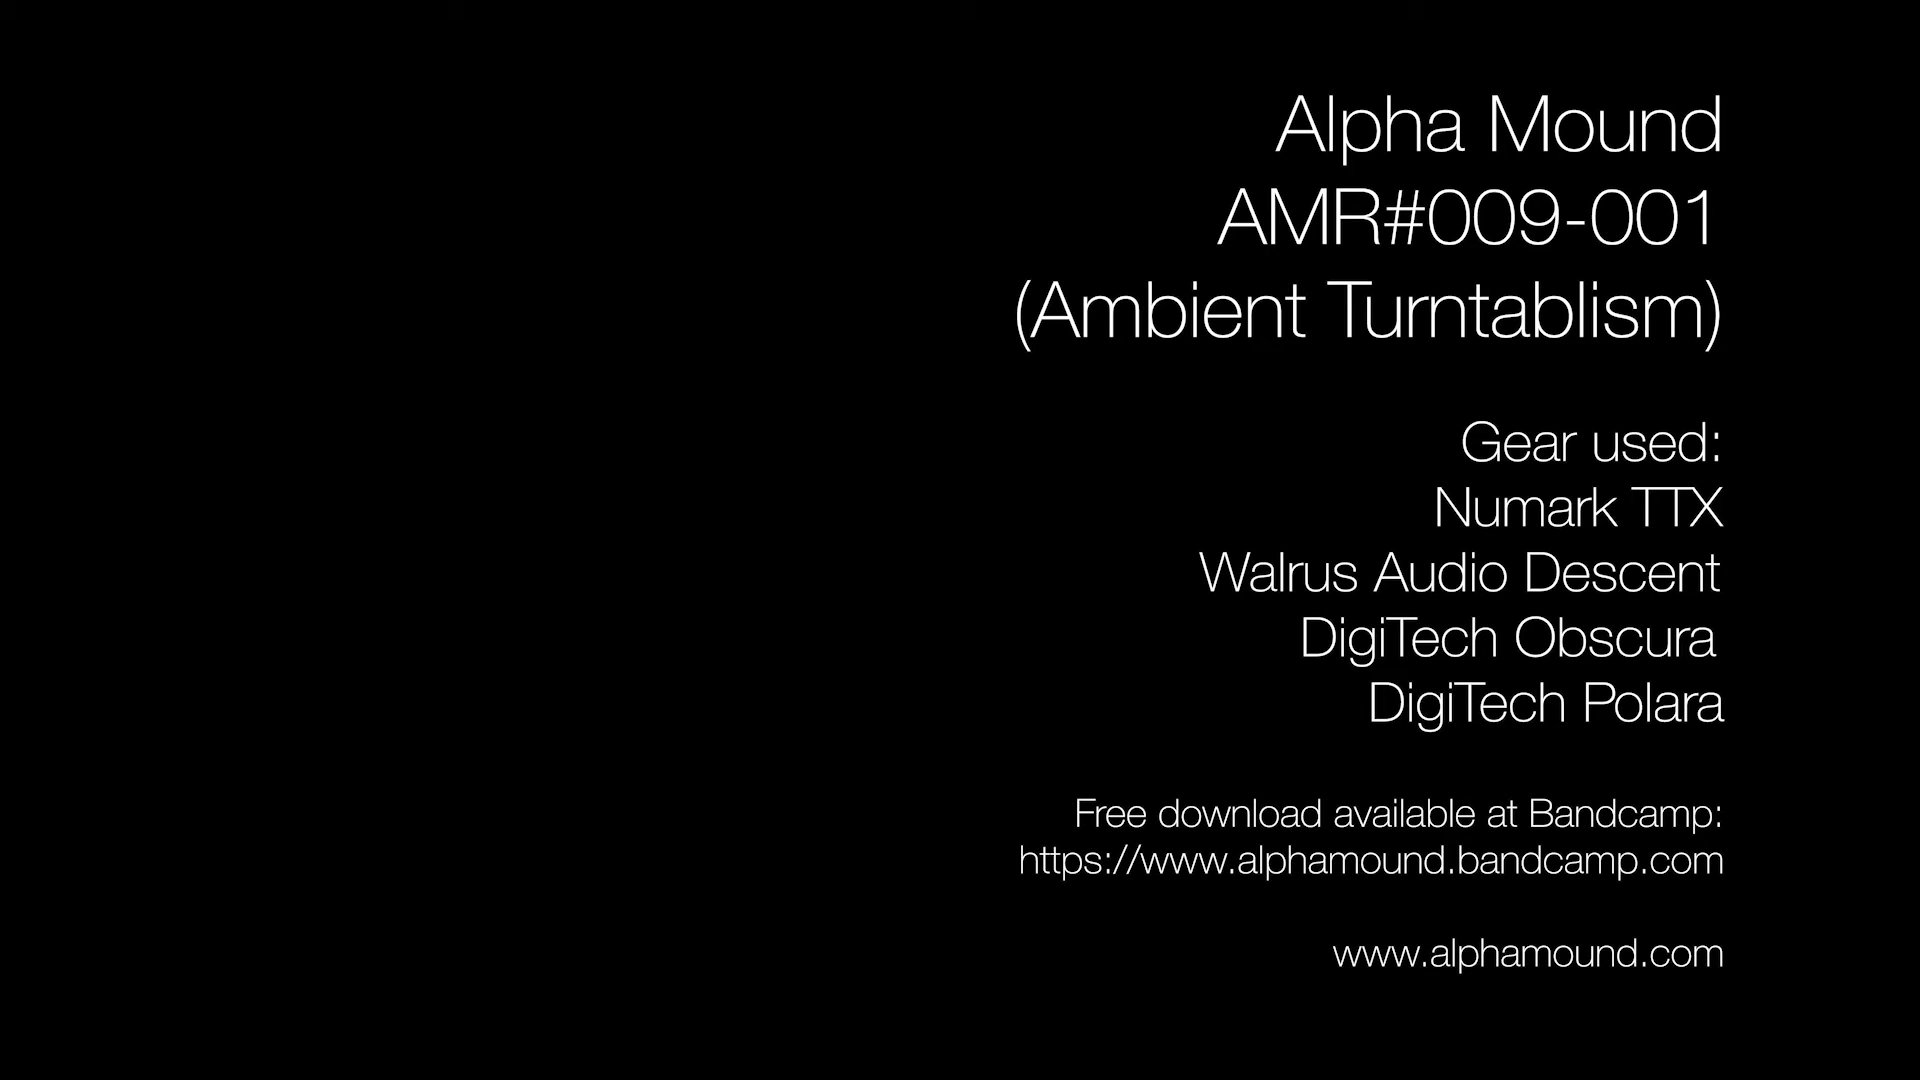 Alpha Mound
AMR#009-001
(Ambient Turntablism)
Gear used:
Numark TTX
Walrus Audio Descent
DigiTech Obscura
DigiTech Polara
Free download available at Bandcamp:
https://www.alphamound.bandcamp.com
www.alphamound.com